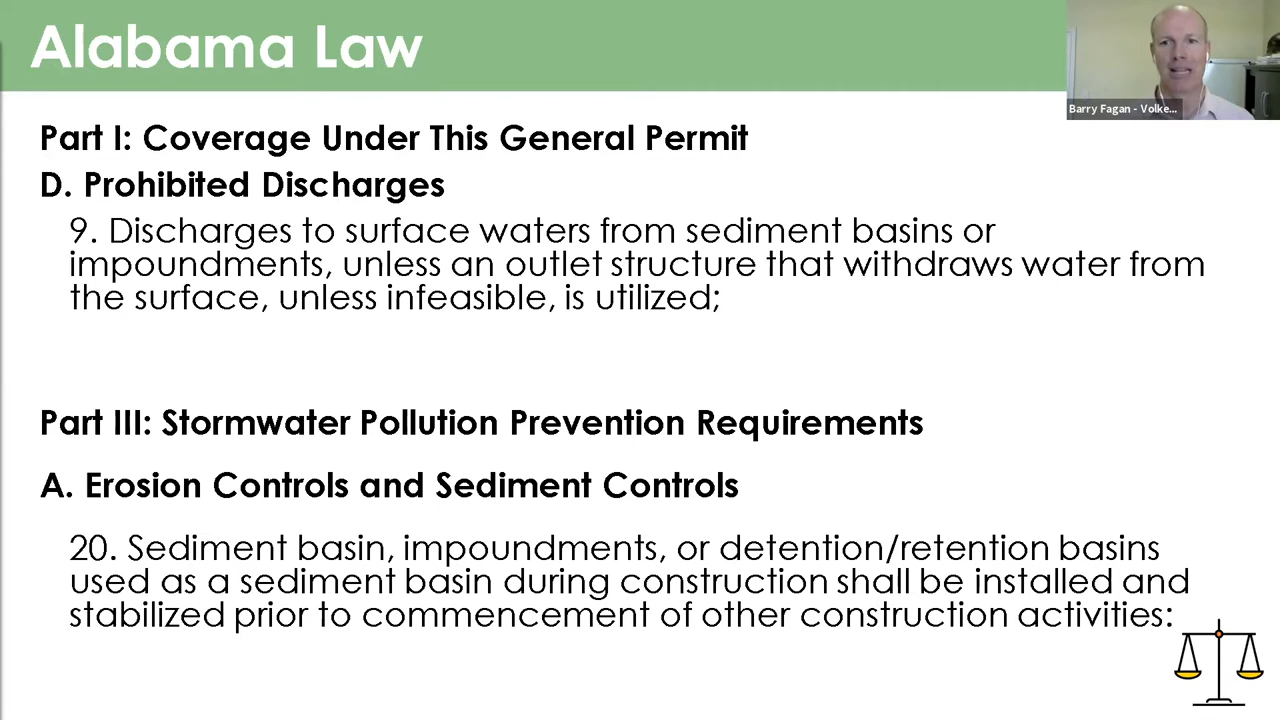 Alabama Law
Barry Fagan - Volke...
Part I: Coverage Under This General Permit
D. Prohibited Discharges
9. Discharges to surface waters from sediment basins or
impoundments, unless an outlet structure that withdraws water from
the surface, unless infeasible, is utilized;
Part III: Stormwater Pollution Prevention Requirements
A. Erosion Controls and Sediment Controls
20. Sediment basin, impoundments, or detention/retention basins
used as a sediment basin during construction shall be installed and
stabilized prior to commencement of other construction activities: